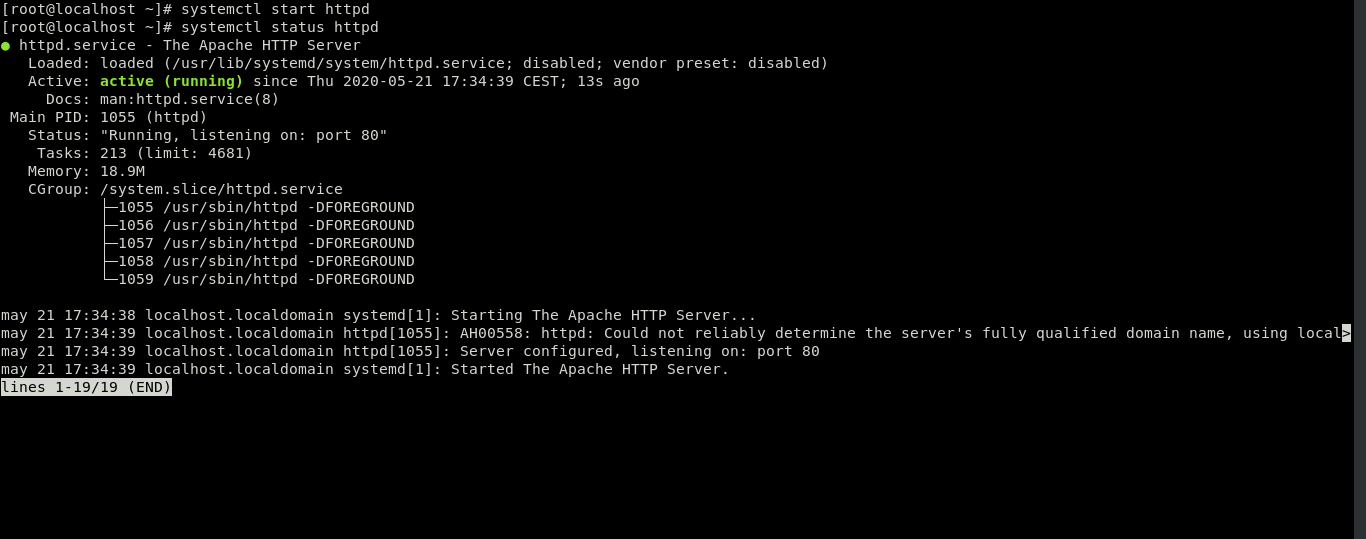 [root@localhost ~]# systemctl start httpd
[root@localhost ~]# systemctl status httpd
● httpd.service - The Apache HTTP Server
   Loaded: loaded (/usr/lib/systemd/system/httpd.service; disabled; vendor preset: disabled)
   Active: active (running) since Thu 2020-05-21 17:34:39 CEST; 13s ago
     Docs: man:httpd.service(8)
 Main PID: 1055 (httpd)
   Status: "Running, listening on: port 80"
    Tasks: 213 (limit: 4681)
   Memory: 18.9M
   CGroup: /system.slice/httpd.service
           ├─1055 /usr/sbin/httpd -DFOREGROUND
           ├─1056 /usr/sbin/httpd -DFOREGROUND
           ├─1057 /usr/sbin/httpd -DFOREGROUND
           ├─1058 /usr/sbin/httpd -DFOREGROUND
           └─1059 /usr/sbin/httpd -DFOREGROUND

may 21 17:34:38 localhost.localdomain systemd[1]: Starting The Apache HTTP Server...
may 21 17:34:39 localhost.localdomain httpd[1055]: AH00558: httpd: Could not reliably determine the server's fully qualified domain name, using local>
may 21 17:34:39 localhost.localdomain httpd[1055]: Server configured, listening on: port 80
may 21 17:34:39 localhost.localdomain systemd[1]: Started The Apache HTTP Server.
lines 1-19/19 (END)